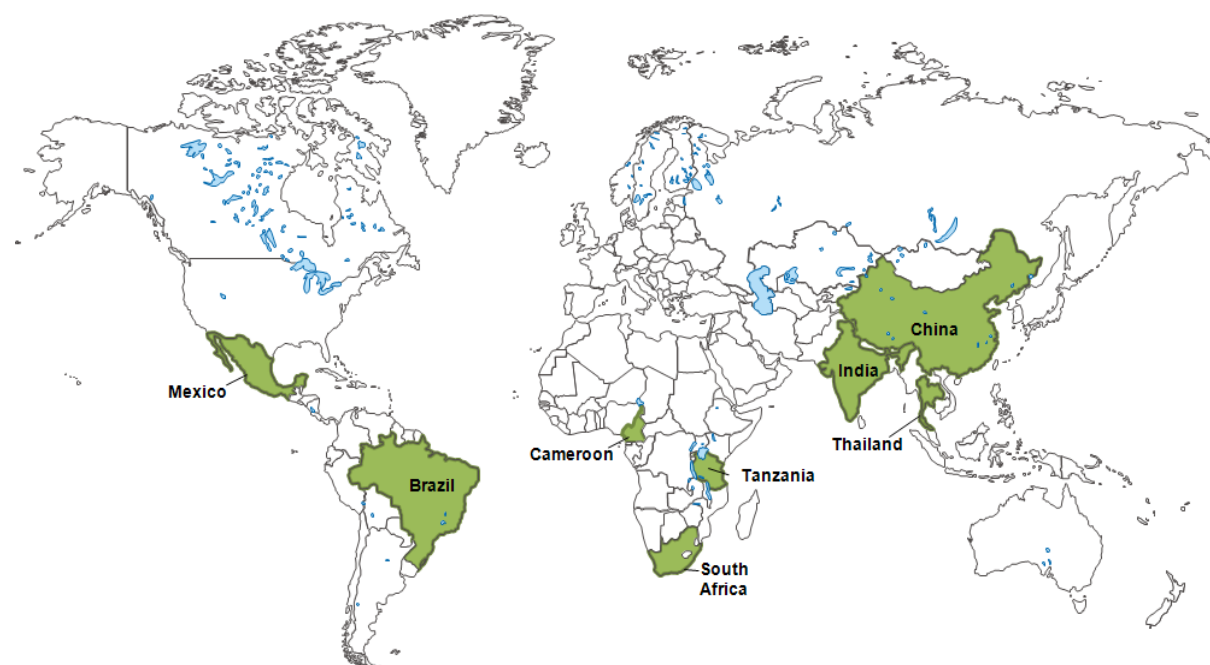 China
India
Mexico
Thailand
Cameroon
Tanzania
Brazil
South
Africa